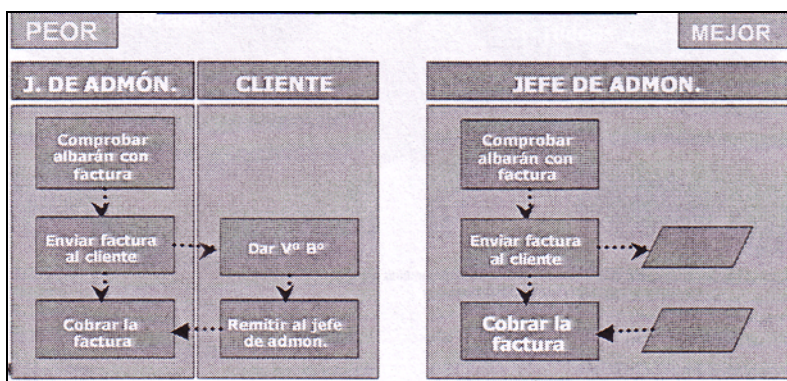 PEOR
MEJOR
J. DE ADMÓN.
CLIENTE
Comprobar
albarán con
factura
Enviar factura
al cliente
Dar Vº Bº
Cobrar la
factura
Remitir al jefe
de admon.
JEFE DE ADMON.
Comprobar
albarán con
factura
Enviar factura
al cliente
Cobrar la
factura